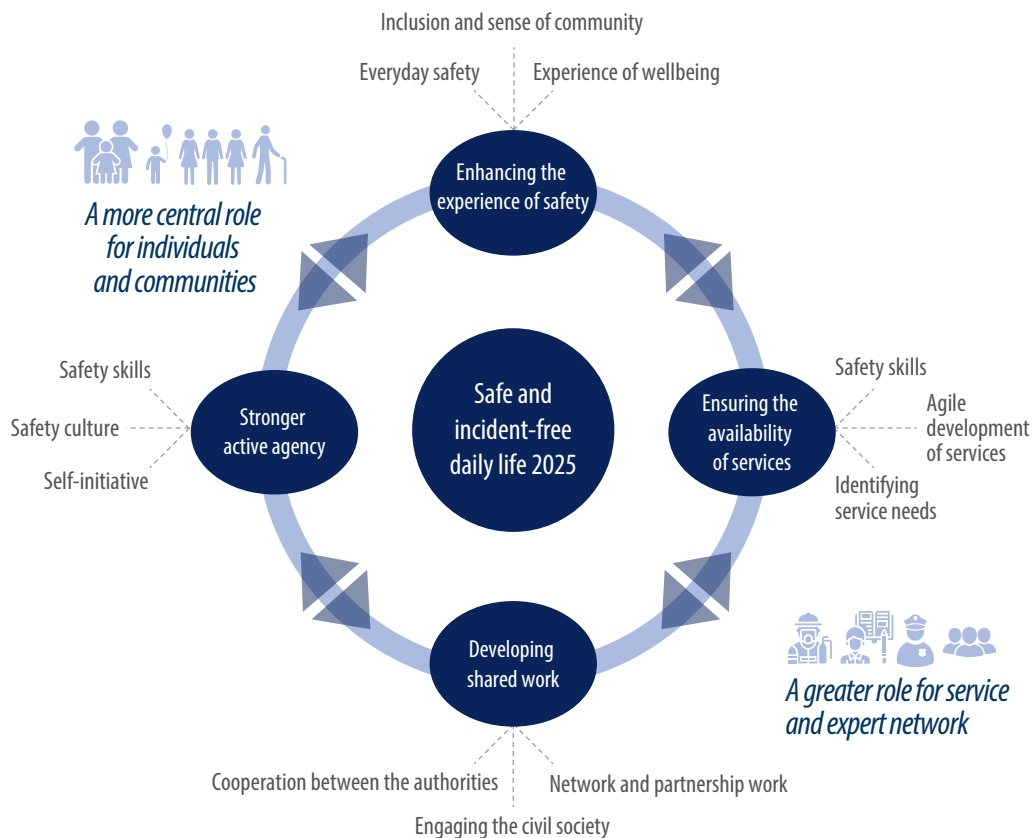 Inclusion and sense of community
Everyday safety
Experience of wellbeing
Enhancing the
experience of safety
A more central role
for individuals
and communities
Safety skills
Safety culture
Self-initiative
Stronger
active agency
Safe and
incident-free
daily life 2025
Ensuring the
availability
of services
Safety skills
Agile
development
of services
Identifying
service needs
Developing
shared work
A greater role for service
and expert network
Cooperation between the authorities
Network and partnership work
Engaging the civil society